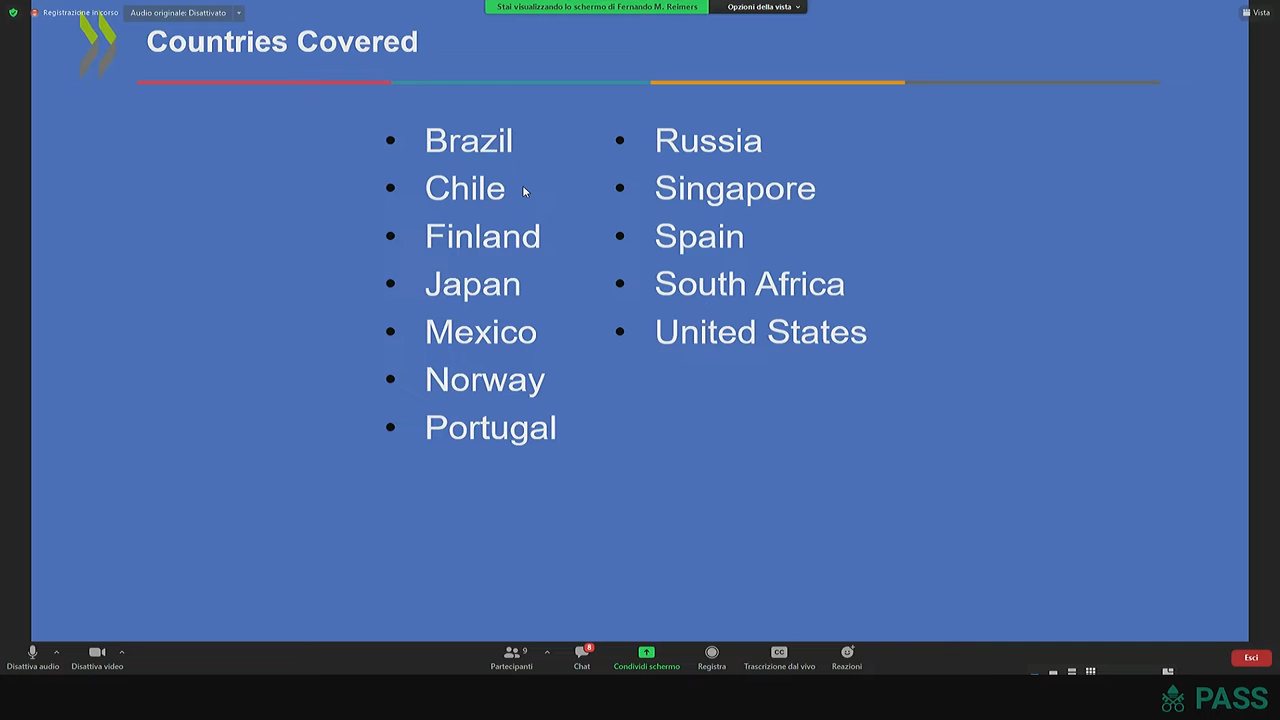 Registrazione in corso
Audio originale: Disattivato
Stai visualizzando lo schermo di Fernando M. Reimers
Opzioni della vista
Vista
Countries Covered
Brazil
Chile
Finland
Japan
Mexico
Norway
Portugal
Russia
Singapore
Spain
South Africa
United States
Disattiva audio
Disattiva video
9
Partecipanti
8
Chat
Condividi schermo
Registra
CC
Trascrizione dal vivo
Reazioni
Esci
PASS